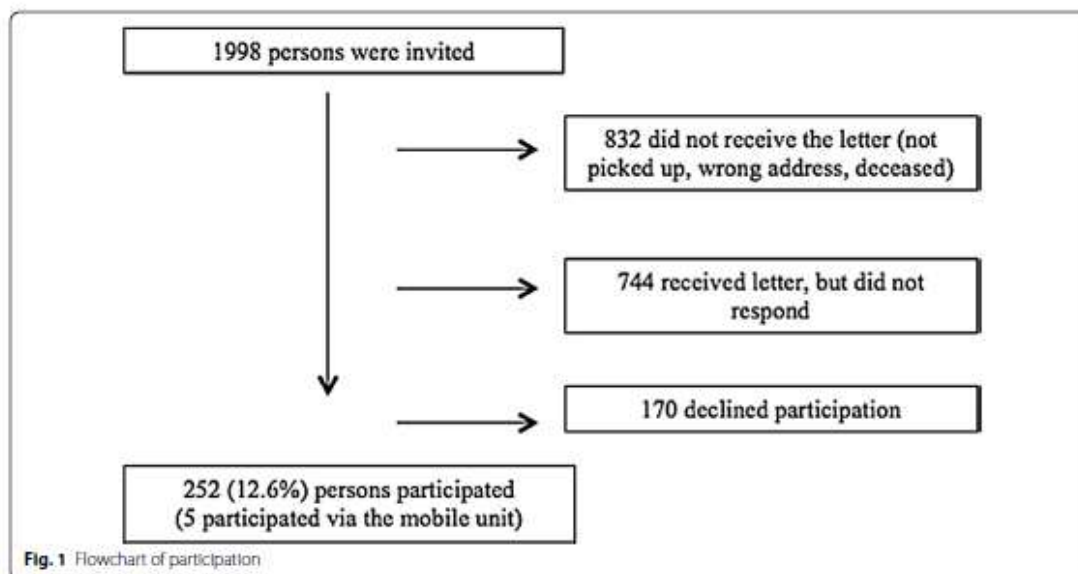 1998 persons were invited
832 did not receive the letter (not
picked up, wrong address, deceased)
744 received letter, but did not
respond
170 declined participation
252 (12.6%) persons participated
(5 participated via the mobile unit)
Fig. 1 Flowchart of participation